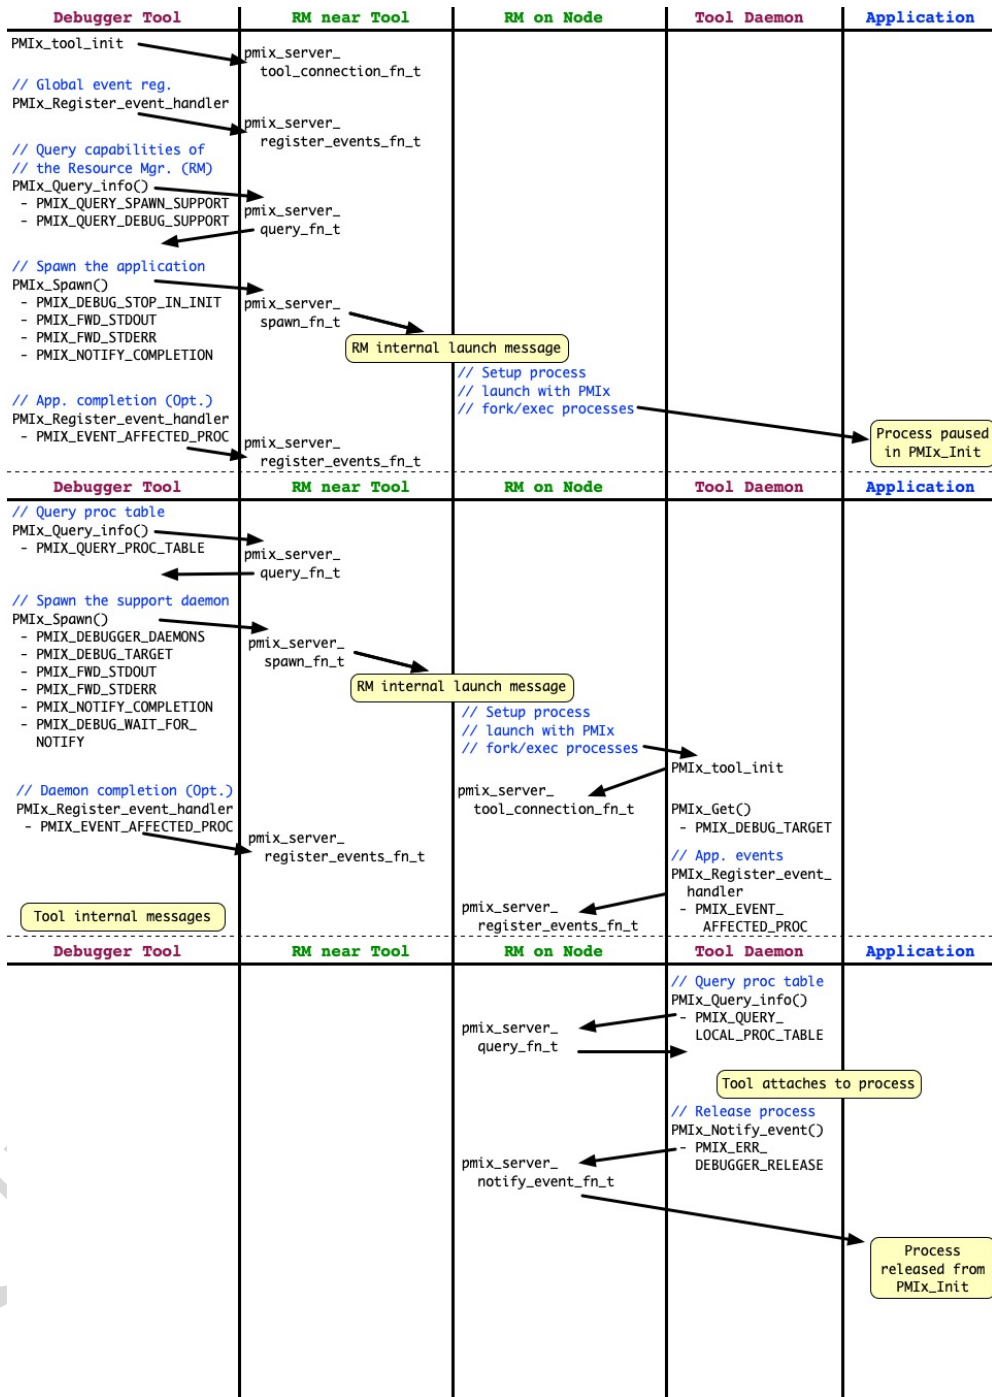 Debugger Tool
RM near Tool
RM on Node
Tool Daemon
Application
PMIx_tool_init
pmix_server_
tool_connection_fn_t
// Global event reg.
PMIx_Register_event_handler
pmix_server_
register_events_fn_t
// Query capabilities of
// the Resource Mgr. (RM)
PMIx_Query_info()
- PMIX_QUERY_SPAWN_SUPPORT
- PMIX_QUERY_DEBUG_SUPPORT
pmix_server_
query_fn_t
// Spawn the application
PMIx_Spawn()
- PMIX_DEBUG_STOP_IN_INIT
- PMIX_FWD_STDOUT
- PMIX_FWD_STDERR
- PMIX_NOTIFY_COMPLETION
pmix_server_
spawn_fn_t
RM internal launch message
// Setup process
// launch with PMIx
// fork/exec processes
Process paused
in PMIx_Init
// App. completion (Opt.)
PMIx_Register_event_handler
- PMIX_EVENT_AFFECTED_PROC
pmix_server_
register_events_fn_t
Debugger Tool
RM near Tool
RM on Node
Tool Daemon
Application
// Query proc table
PMIx_Query_info()
- PMIX_QUERY_PROC_TABLE
pmix_server_
query_fn_t
// Spawn the support daemon
PMIx_Spawn()
- PMIX_DEBUGGER_DAEMONS
- PMIX_DEBUG_TARGET
- PMIX_FWD_STDOUT
- PMIX_FWD_STDERR
- PMIX_NOTIFY_COMPLETION
- PMIX_DEBUG_WAIT_FOR_
NOTIFY
pmix_server_
spawn_fn_t
RM internal launch message
// Setup process
// launch with PMIx
// fork/exec processes
PMIx_tool_init
pmix_server_
tool_connection_fn_t
PMIx_Get()
- PMIX_DEBUG_TARGET
// Daemon completion (Opt.)
PMIx_Register_event_handler
- PMIX_EVENT_AFFECTED_PROC
pmix_server_
register_events_fn_t
// App. events
PMIx_Register_event_
handler
- PMIX_EVENT_
AFFECTED_PROC
pmix_server_
register_events_fn_t
Tool internal messages
Debugger Tool
RM near Tool
RM on Node
Tool Daemon
Application
// Query proc table
PMIx_Query_info()
- PMIX_QUERY_
LOCAL_PROC_TABLE
pmix_server_
query_fn_t
Tool attaches to process
// Release process
PMIx_Notify_event()
- PMIX_ERR_
DEBUGGER_RELEASE
pmix_server_
notify_event_fn_t
Process
released from
PMIx_Init